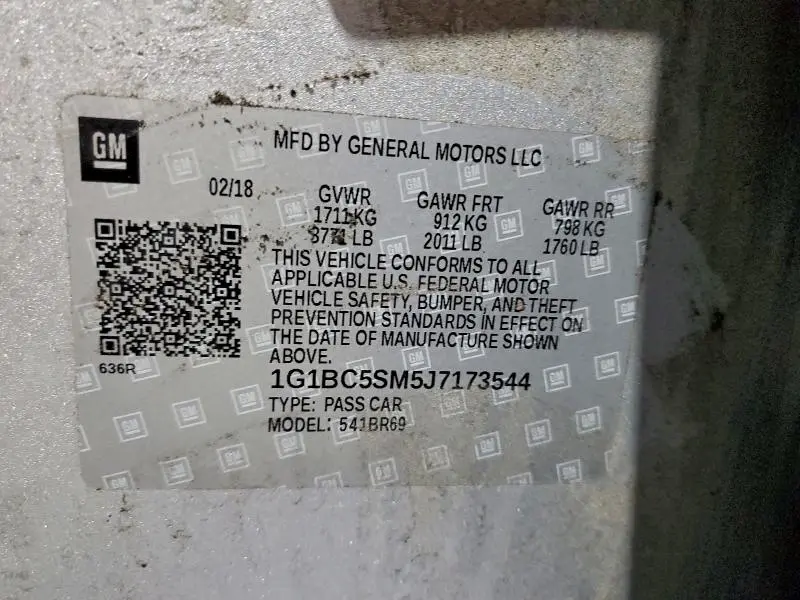 GM
MFD BY GENERAL MOTORS LLC
02/18
GVWR GAWR FRT GAWR RR
1711 KG 912 KG 798 KG
3771 LB 2011 LB 1760 LB
THIS VEHICLE CONFORMS TO ALL
APPLICABLE U.S. FEDERAL MOTOR
VEHICLE SAFETY, BUMPER, AND THEFT
PREVENTION STANDARDS IN EFFECT ON
THE DATE OF MANUFACTURE SHOWN
ABOVE.
636R
1G1BC5SM5J7173544
TYPE: PASS CAR
MODEL: 541BR69